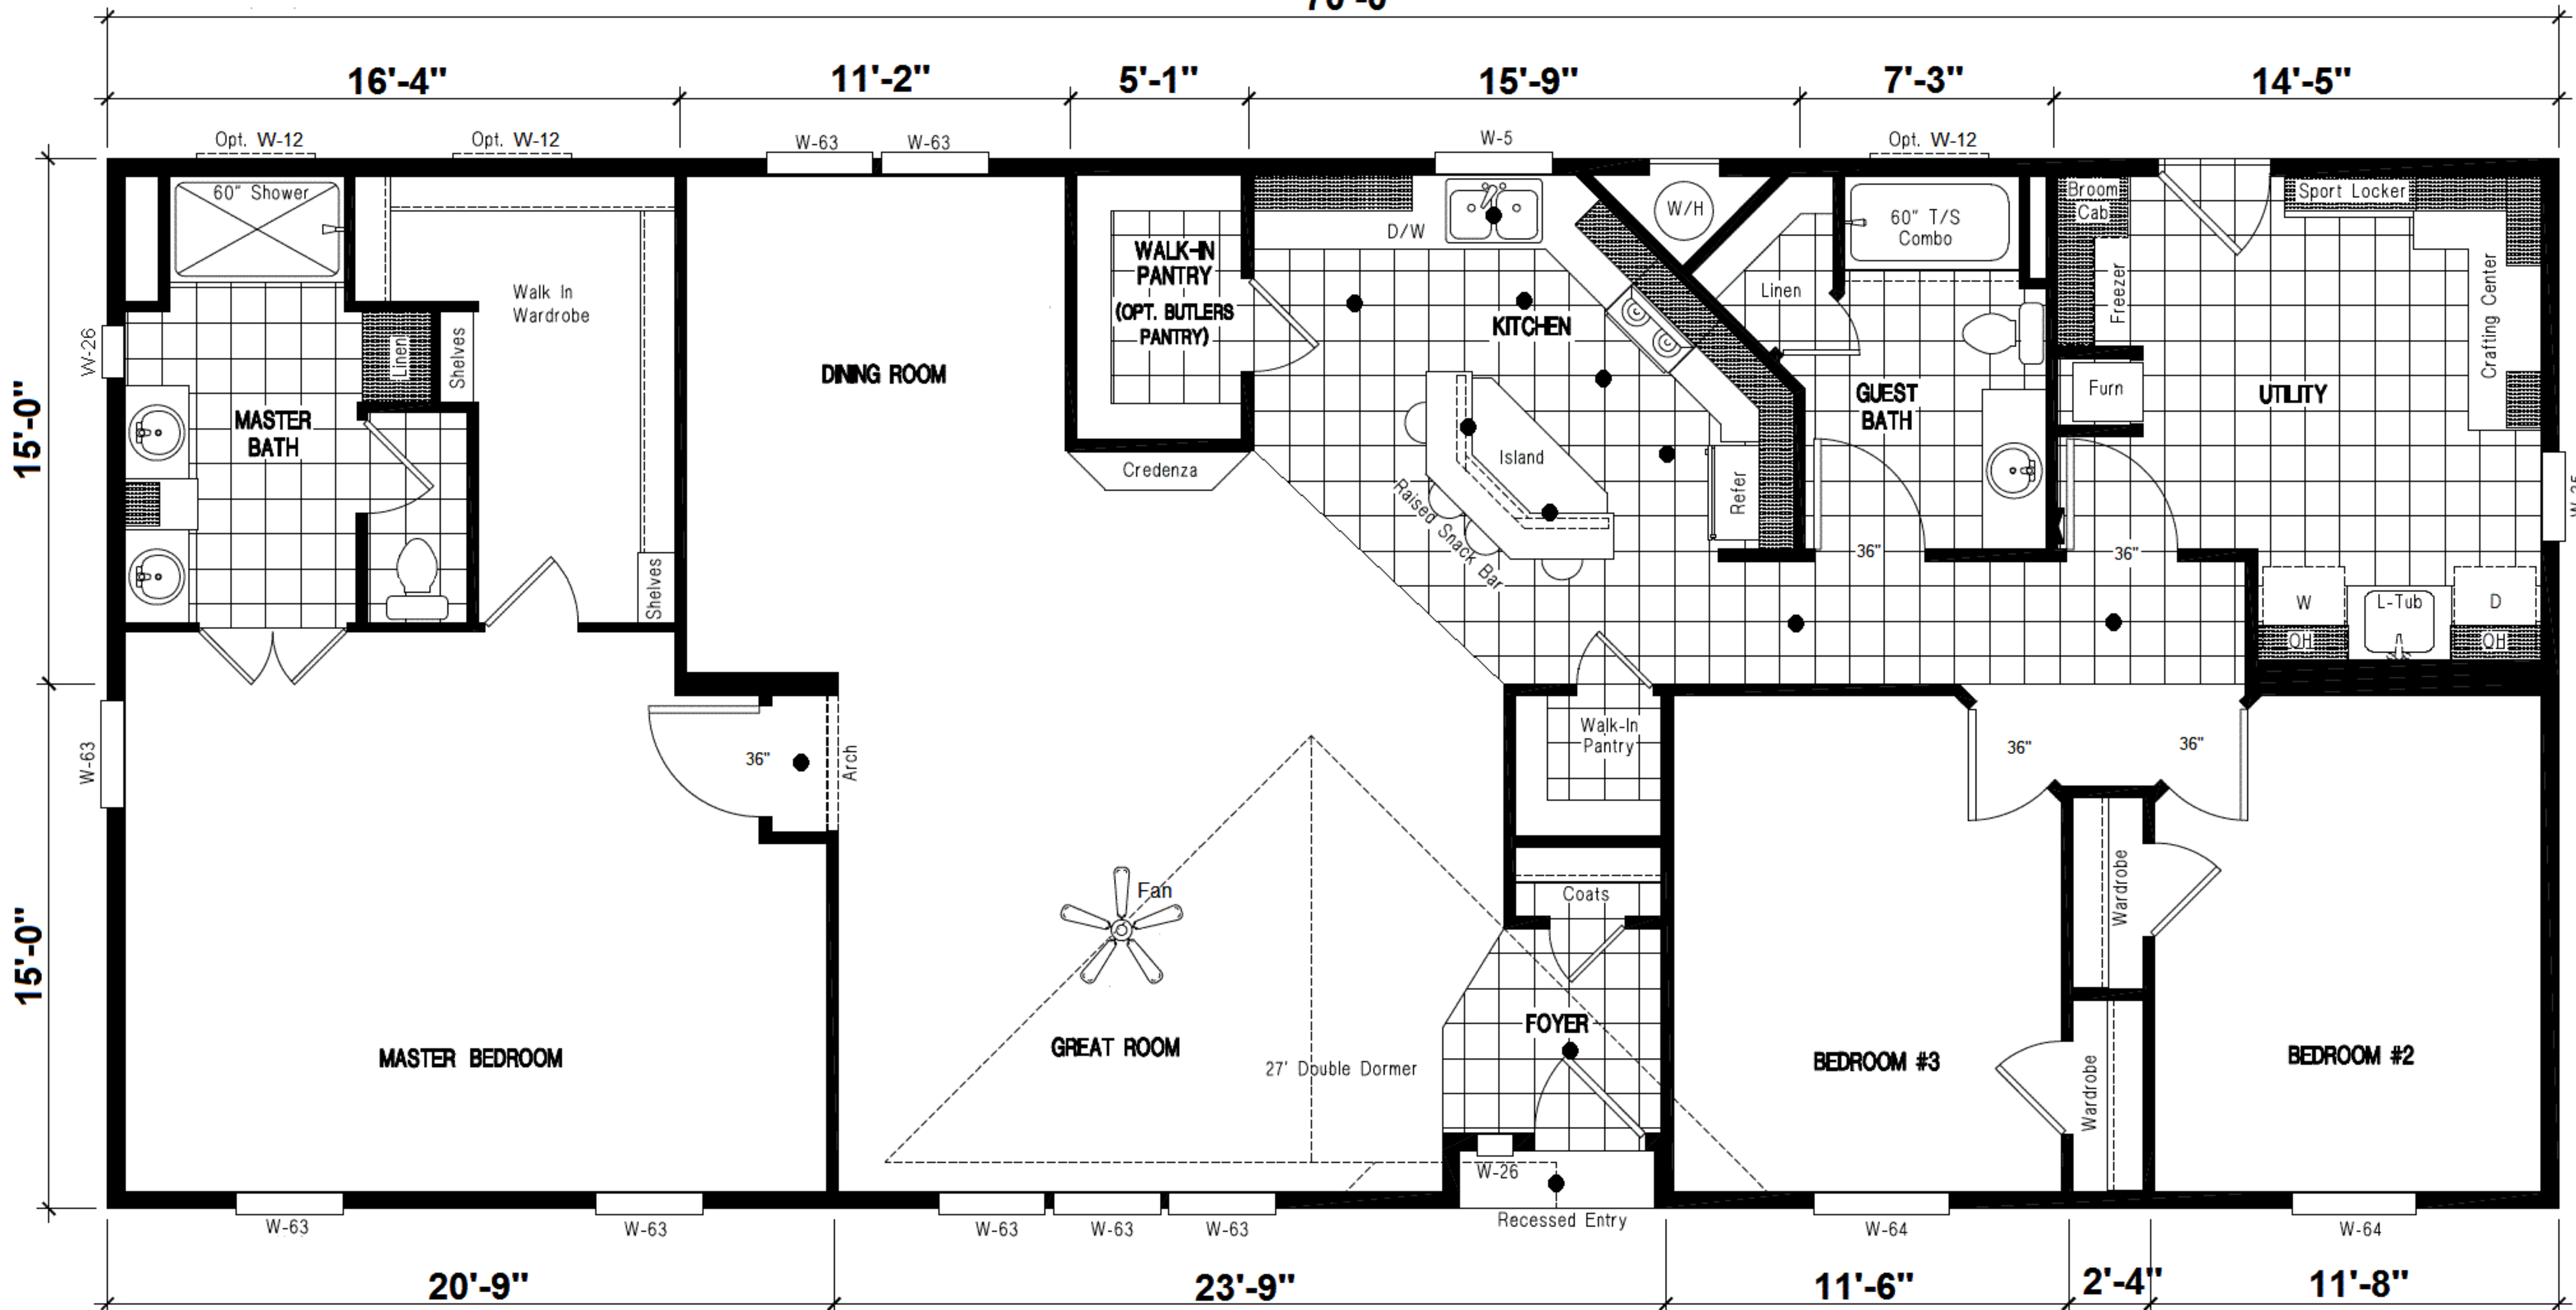 16'-4" 11'-2" 5'-1" 15'-9" 7'-3" 14'-5"
Opt. W-12
Opt. W-12
W-63
W-63
W-5
Opt. W-12
60" Shower
Walk In
Wardrobe
Linen
Shelves
Shelves
W-26
MASTER
BATH
DINING ROOM
WALK-IN
PANTRY
(OPT. BUTLERS
PANTRY)
Credenza
D/W
KITCHEN
Island
Raised Snack Bar
Refer
W/H
Linen
60" T/S
Combo
GUEST
BATH
36"
Broom
Cab
Freezer
Furn
Sport Locker
Crafting Center
UTILITY
36"
W
L-Tub
D
OH
OH
15'-0"
15'-0"
W-63
36"
Arch
Walk-In
Pantry
Coats
36"
36"
Wardrobe
Wardrobe
Fan
MASTER BEDROOM
GREAT ROOM
27' Double Dormer
FOYER
BEDROOM #3
BEDROOM #2
W-26
Recessed Entry
W-63
W-63
W-63
W-63
W-63
W-64
W-64
20'-9" 23'-9" 11'-6" 2'-4" 11'-8"